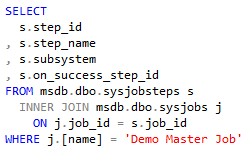 SELECT
s.step_id
, s.step_name
, s.subsystem
, s.on_success_step_id
FROM msdb.dbo.sysjobsteps s
INNER JOIN msdb.dbo.sysjobs j
ON j.job_id = s.job_id
WHERE j.[name] = 'Demo Master Job'